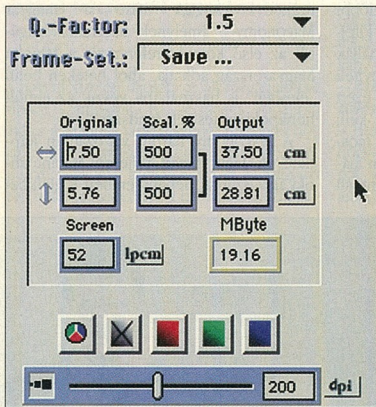 Q.-Factor: 1.5
Frame-Set.: Save ...
Original Scal.% Output
7.50 500 37.50 cm
5.76 500 28.81 cm
Screen MByte
52 lpcm 19.16
200 dpi